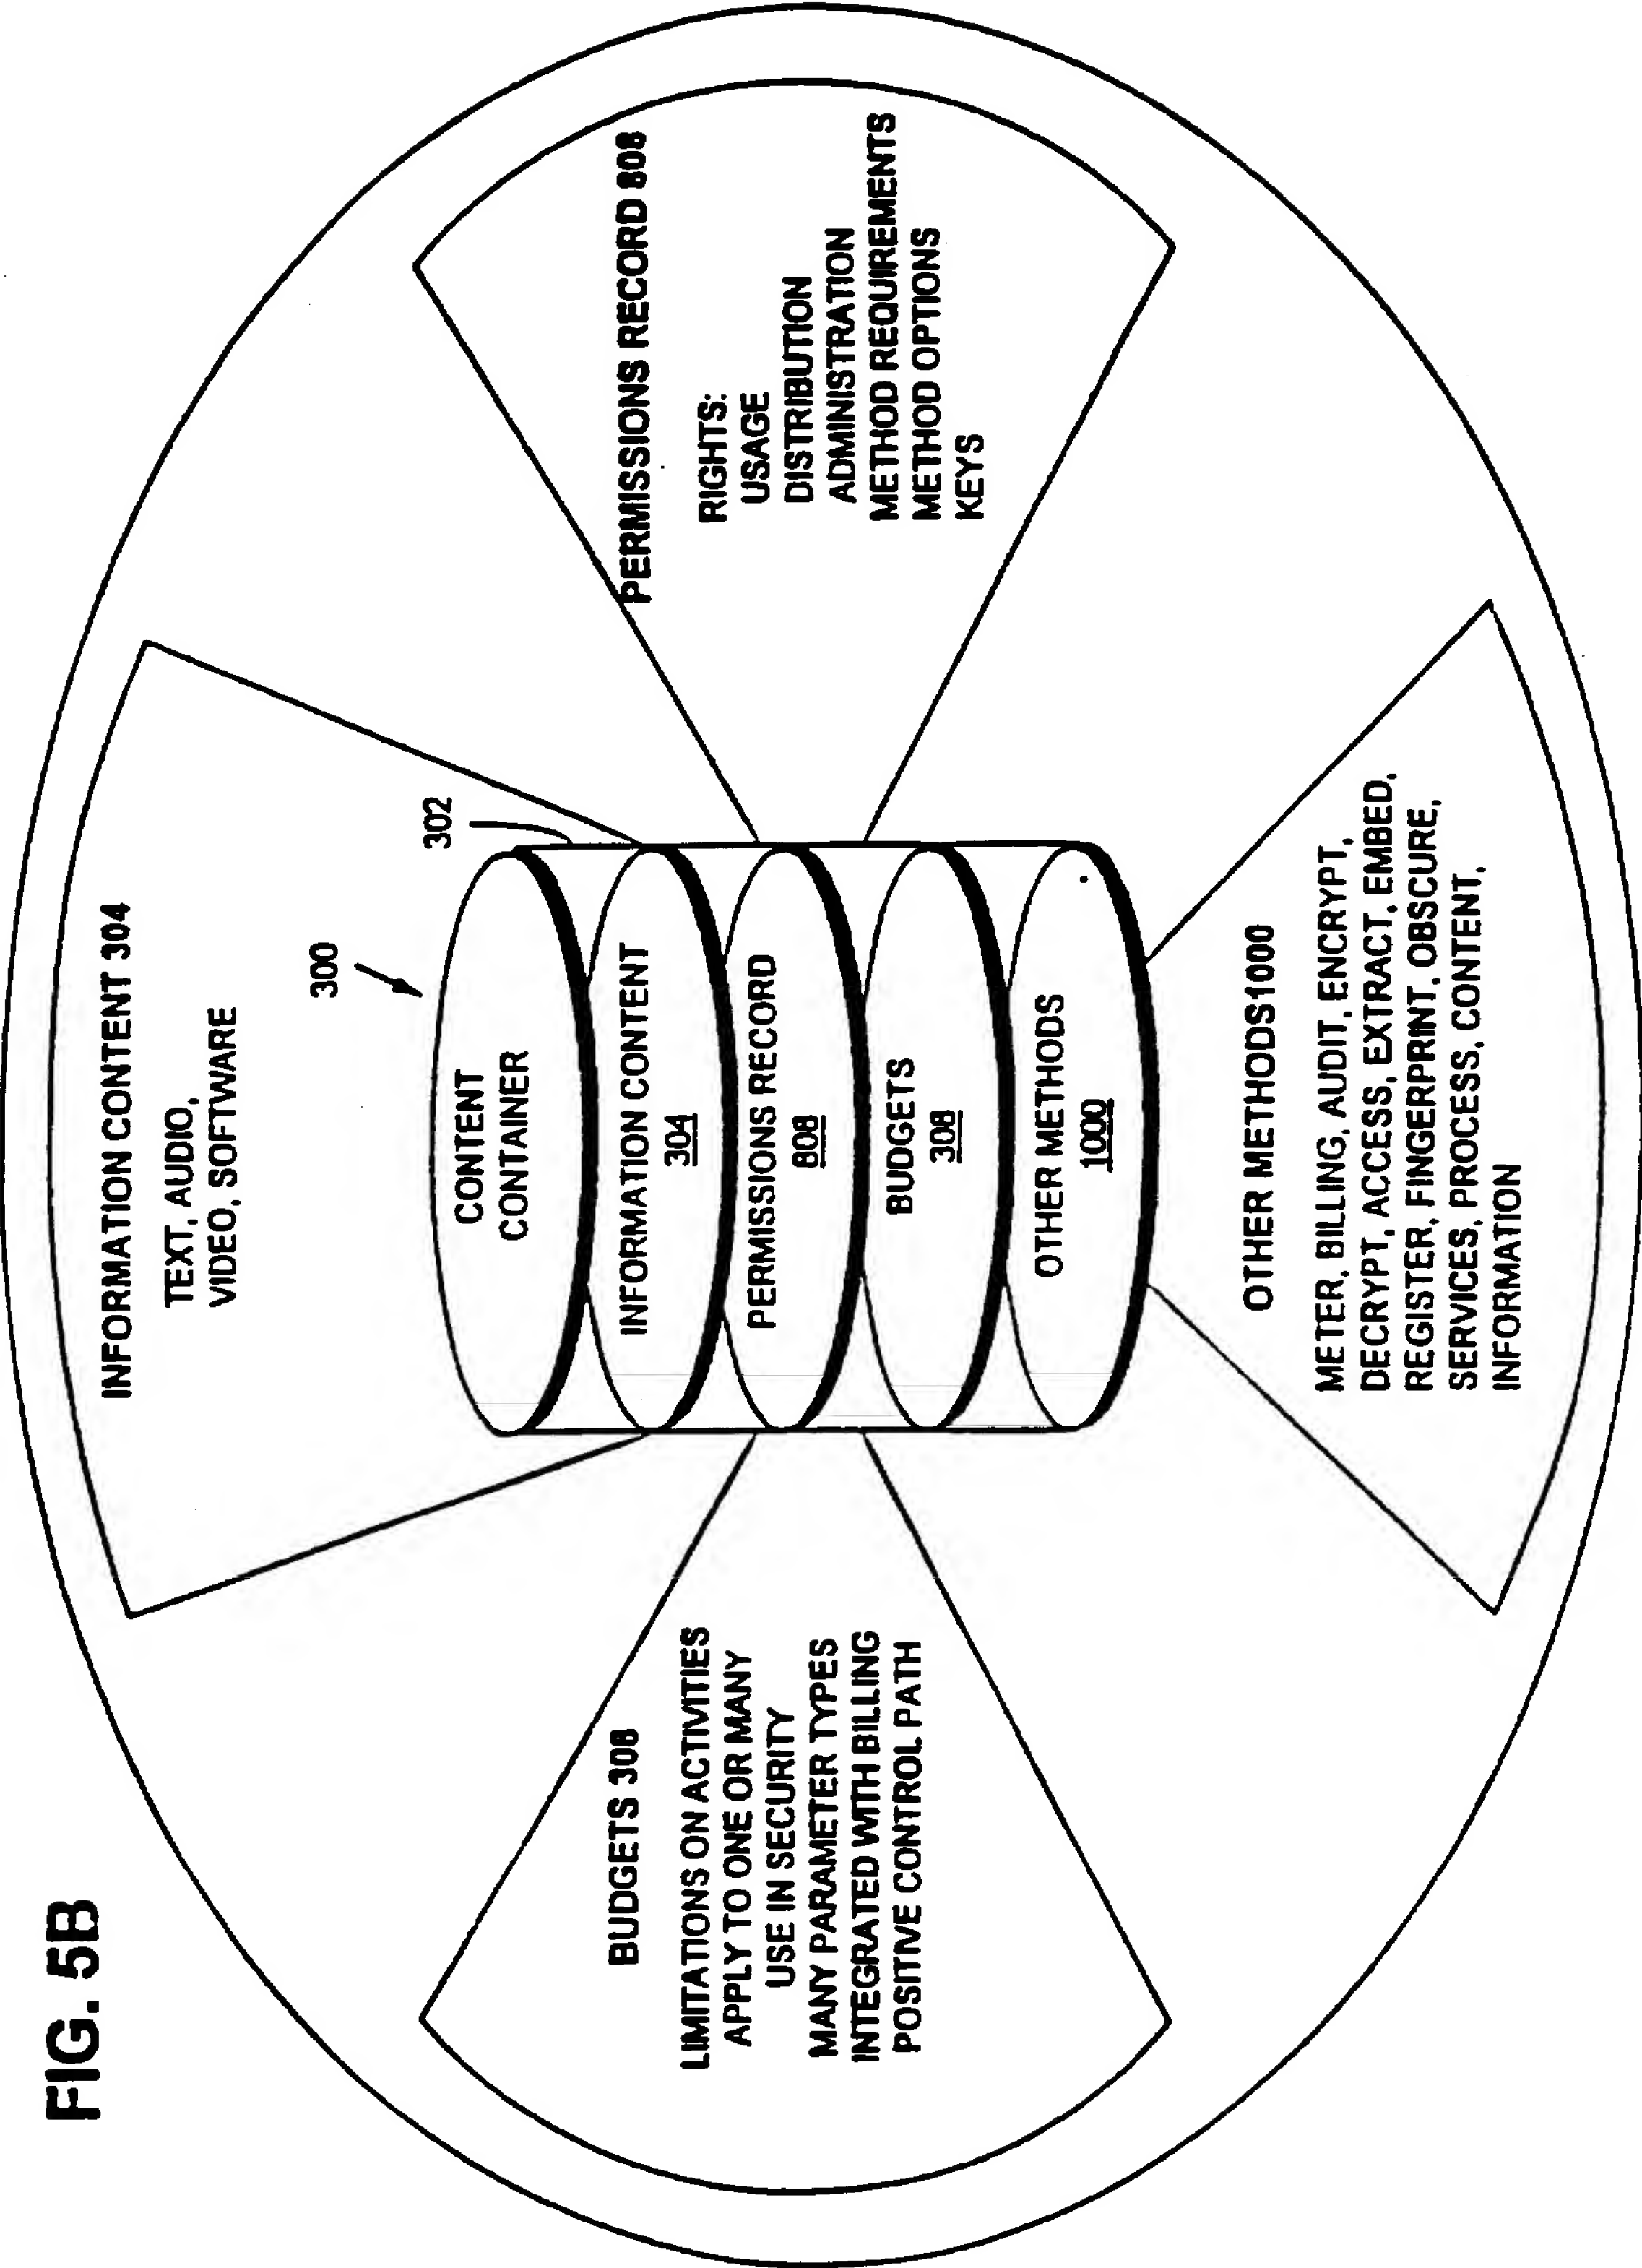 FIG. 5B
INFORMATION CONTENT 304
TEXT, AUDIO,
VIDEO, SOFTWARE
300
302
CONTENT
CONTAINER
INFORMATION CONTENT
304
PERMISSIONS RECORD
808
BUDGETS
308
OTHER METHODS
1000
BUDGETS 308
LIMITATIONS ON ACTIVITIES
APPLY TO ONE OR MANY
USE IN SECURITY
MANY PARAMETER TYPES
INTEGRATED WITH BILLING
POSITIVE CONTROL PATH
PERMISSIONS RECORD 808
RIGHTS:
USAGE
DISTRIBUTION
ADMINISTRATION
METHOD REQUIREMENTS
METHOD OPTIONS
KEYS
OTHER METHODS1000
METER, BILLING, AUDIT, ENCRYPT,
DECRYPT, ACCESS, EXTRACT, EMBED,
REGISTER, FINGERPRINT, OBSCURE,
SERVICES, PROCESS, CONTENT,
INFORMATION